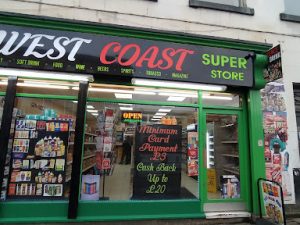 WEST COAST SUPER
STORE
SOFT DRINK FOOD WINE BEERS SPIRITS TOBACCO MAGAZINE
OPEN
Minimum
Card
Payment
£3
Cash Back
Up to
£20